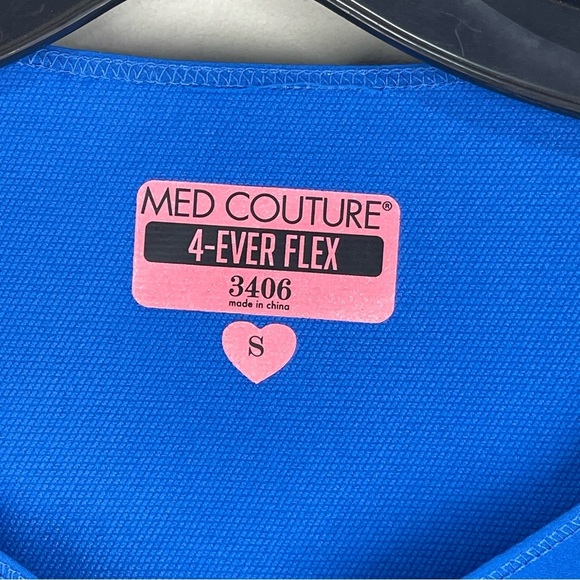 MED COUTURE®
4-EVER FLEX
3406
made in china
S